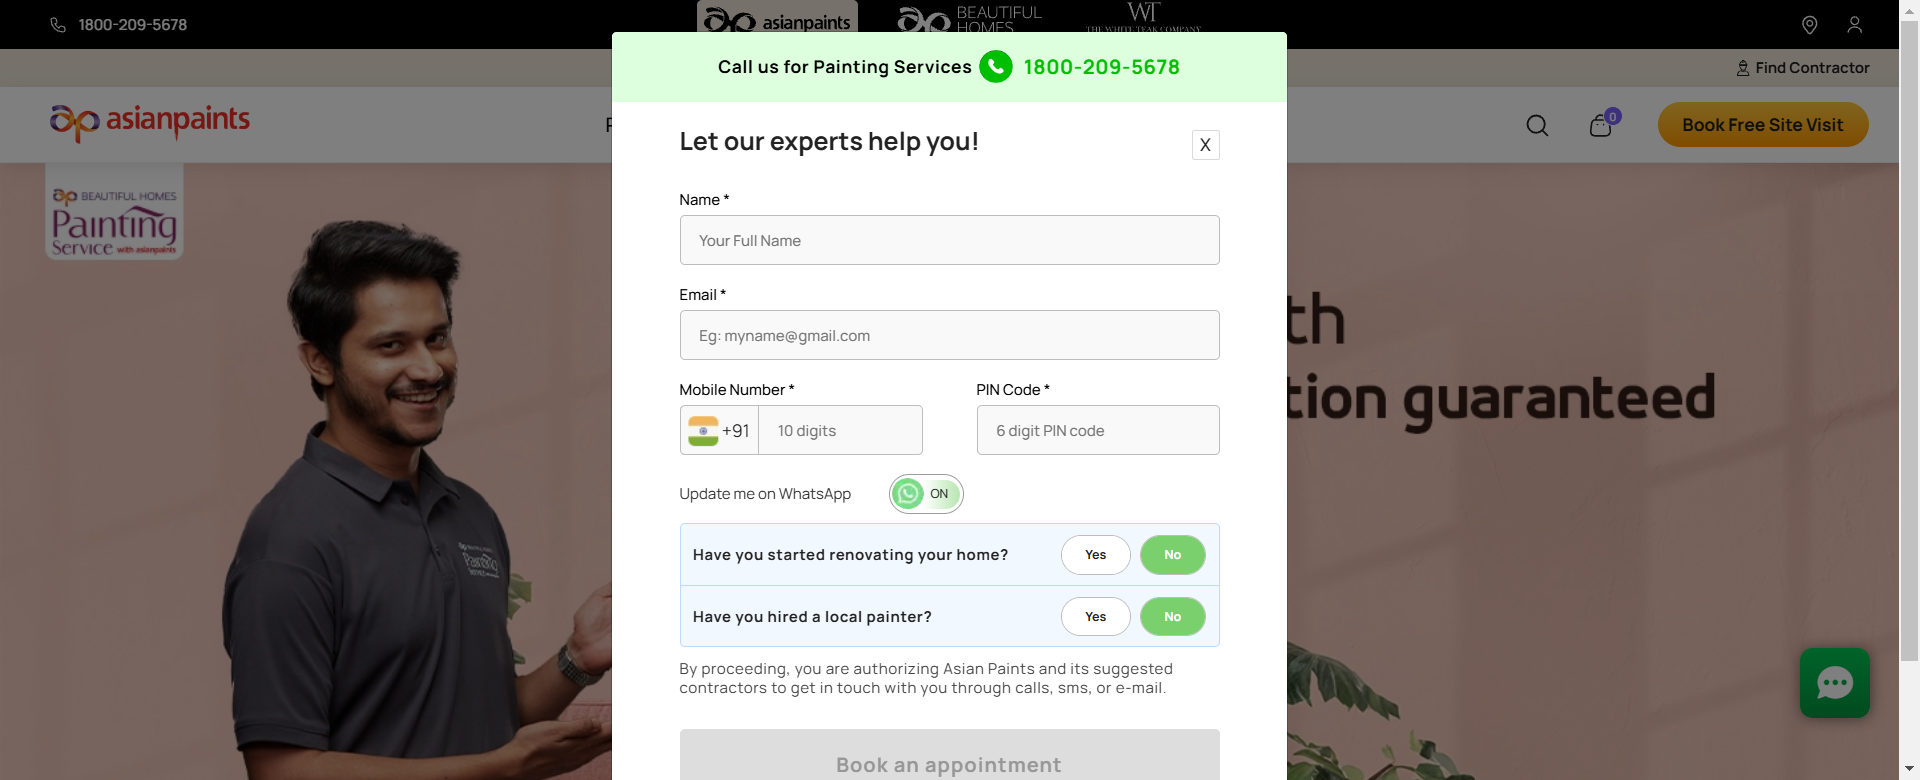 1800-209-5678
asianpaints
BEAUTIFUL HOMES
WT
THE WHITE TEAK COMPANY
Find Contractor
asianpaints
0
Book Free Site Visit
BEAUTIFUL HOMES
Painting
Service with asianpaints
Call us for Painting Services 1800-209-5678
Let our experts help you!
X
Name *
Your Full Name
Email *
Eg: myname@gmail.com
Mobile Number *
PIN Code *
+91
10 digits
6 digit PIN code
Update me on WhatsApp
ON
Have you started renovating your home?
Yes
No
Have you hired a local painter?
Yes
No
By proceeding, you are authorizing Asian Paints and its suggested
contractors to get in touch with you through calls, sms, or e-mail.
Book an appointment
th
tion guaranteed
Painting